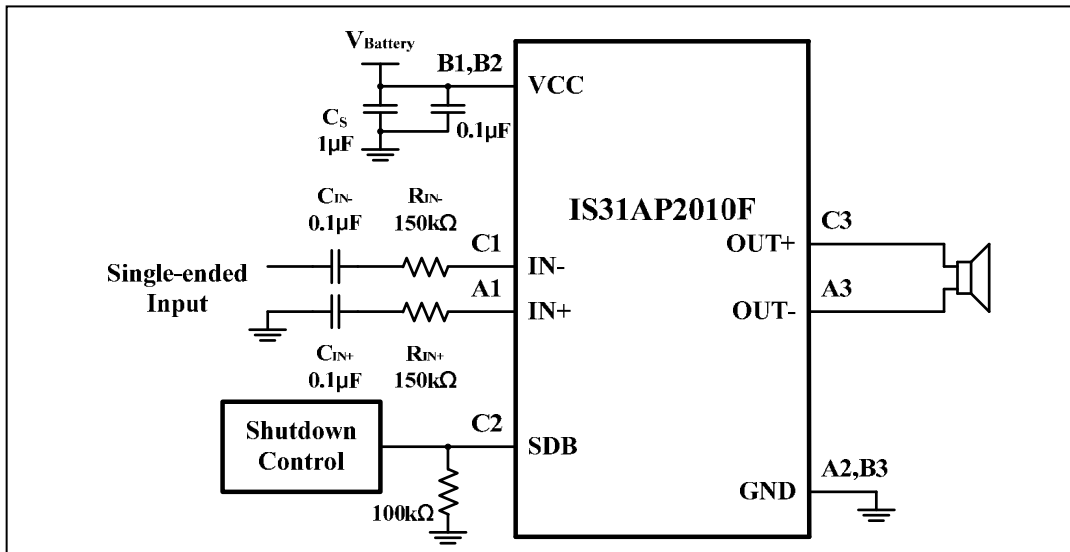 VBattery
B1,B2
VCC
CS
1µF
0.1µF
CIN-
0.1µF
RIN-
150kΩ
IS31AP2010F
C1
IN-
Single-ended
Input
A1
IN+
CIN+
0.1µF
RIN+
150kΩ
C3
OUT+
A3
OUT-
Shutdown
Control
C2
SDB
100kΩ
A2,B3
GND